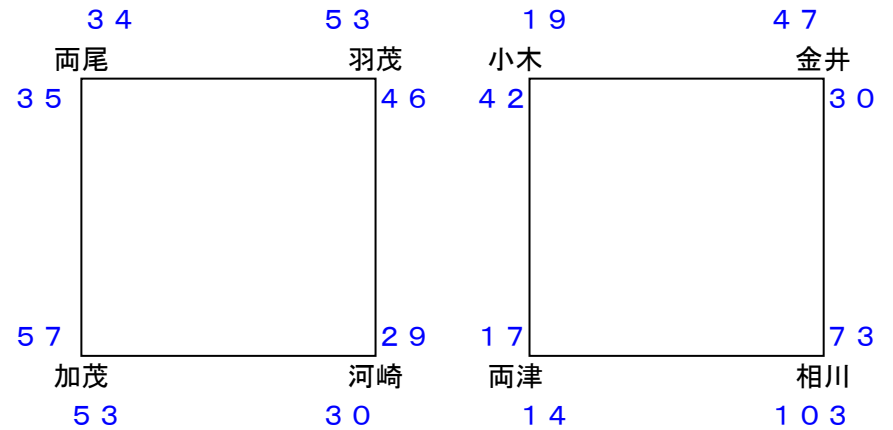 ３４ ５３ １９ ４７
両尾 羽茂 小木 金井
３５ ４６ ４２ ３０
５７ ２９ １７ ７３
加茂 河崎 両津 相川
５３ ３０ １４ １０３